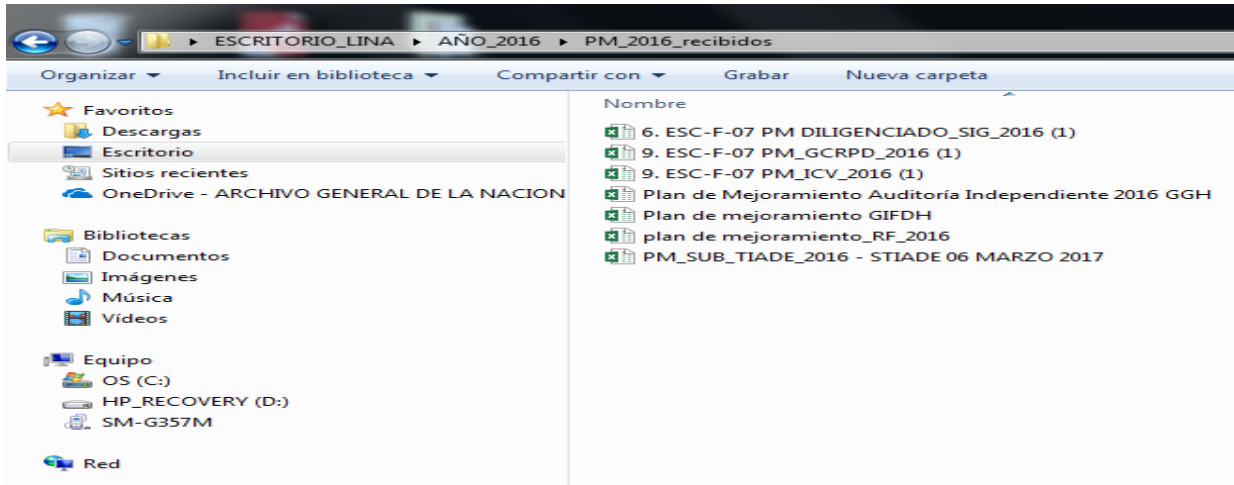 ESCRITORIO_LINA ▸ AÑO_2016 ▸ PM_2016_recibidos
Organizar Incluir en biblioteca Compartir con Grabar Nueva carpeta
Favoritos
Descargas
Escritorio
Sitios recientes
OneDrive - ARCHIVO GENERAL DE LA NACION
Bibliotecas
Documentos
Imágenes
Música
Vídeos
Equipo
OS (C:)
HP_RECOVERY (D:)
SM-G357M
Red
Nombre
6. ESC-F-07 PM DILIGENCIADO_SIG_2016 (1)
9. ESC-F-07 PM_GCRPD_2016 (1)
9. ESC-F-07 PM_ICV_2016 (1)
Plan de Mejoramiento Auditoría Independiente 2016 GGH
Plan de mejoramiento GIFDH
plan de mejoramiento_RF_2016
PM_SUB_TIADE_2016 - STIADE 06 MARZO 2017